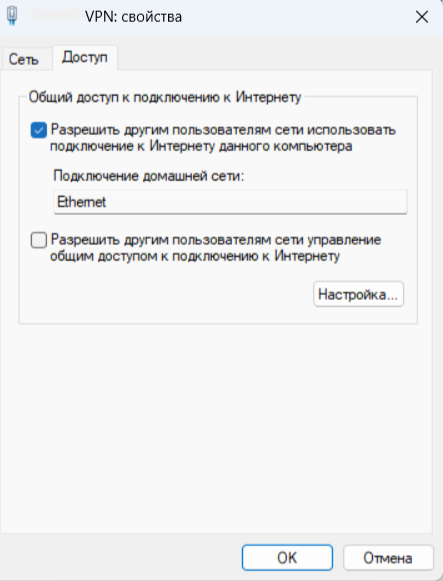 VPN: свойства
Сеть
Доступ
Общий доступ к подключению к Интернету
Разрешить другим пользователям сети использовать
подключение к Интернету данного компьютера
Подключение домашней сети:
Ethernet
Разрешить другим пользователям сети управление
общим доступом к подключению к Интернету
Настройка...
OK
Отмена